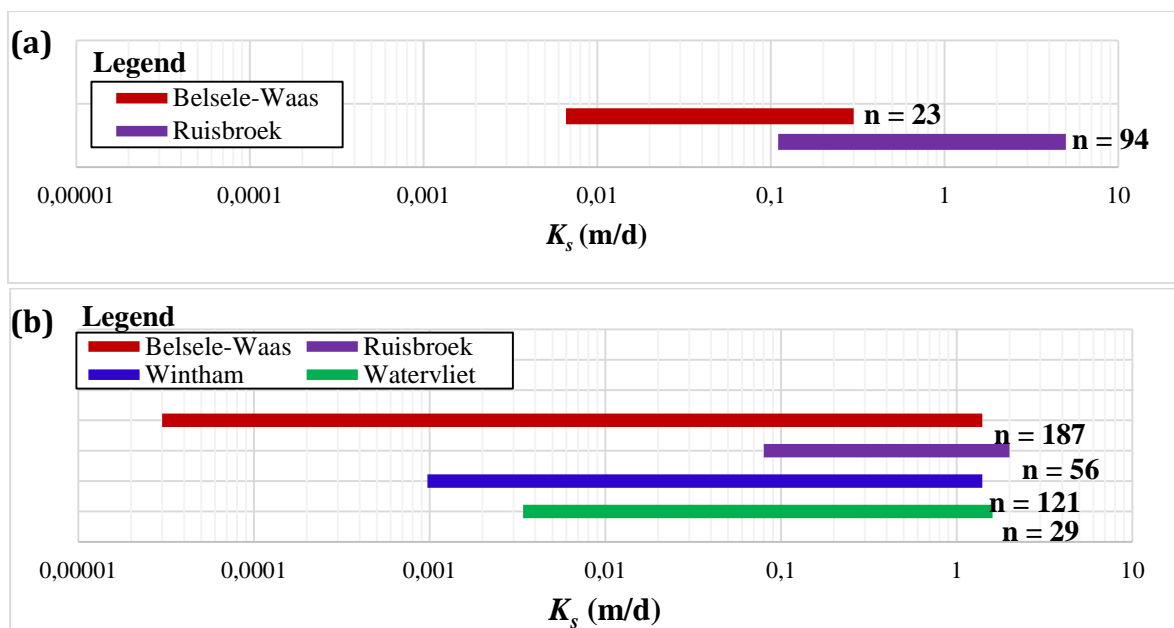 (a)
Legend
Belsele-Waas
Ruisbroek
n = 23
n = 94
0,00001 0,0001 0,001 0,01 0,1 1 10
Ks (m/d)
(b)
Legend
Belsele-Waas Ruisbroek
Wintham Watervliet
n = 187
n = 56
n = 121
n = 29
0,00001 0,0001 0,001 0,01 0,1 1 10
Ks (m/d)